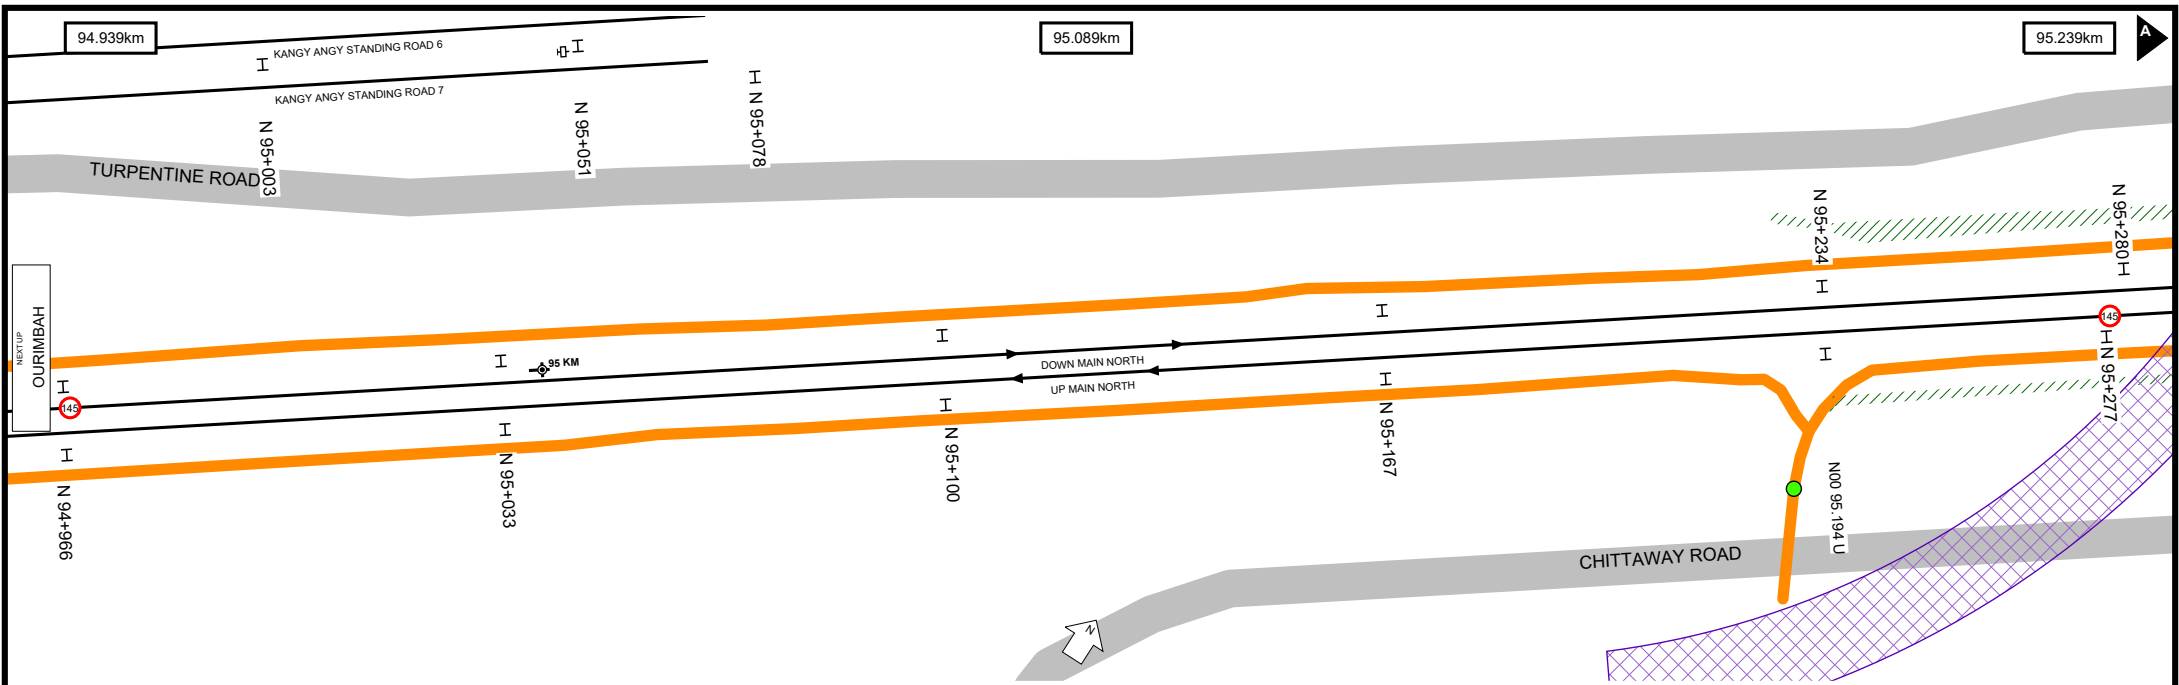 94.939km
95.089km
95.239km
A
KANGY ANGY STANDING ROAD 6
KANGY ANGY STANDING ROAD 7
N 95+003
N 95+051
N 95+078
TURPENTINE ROAD
N 95+234
N 95+280
NEXT UP
OURIMBAH
145
95 KM
DOWN MAIN NORTH
UP MAIN NORTH
145
N 94+966
N 95+033
N 95+100
N 95+167
N 95+277
N00 95.194 U
CHITTAWAY ROAD
N